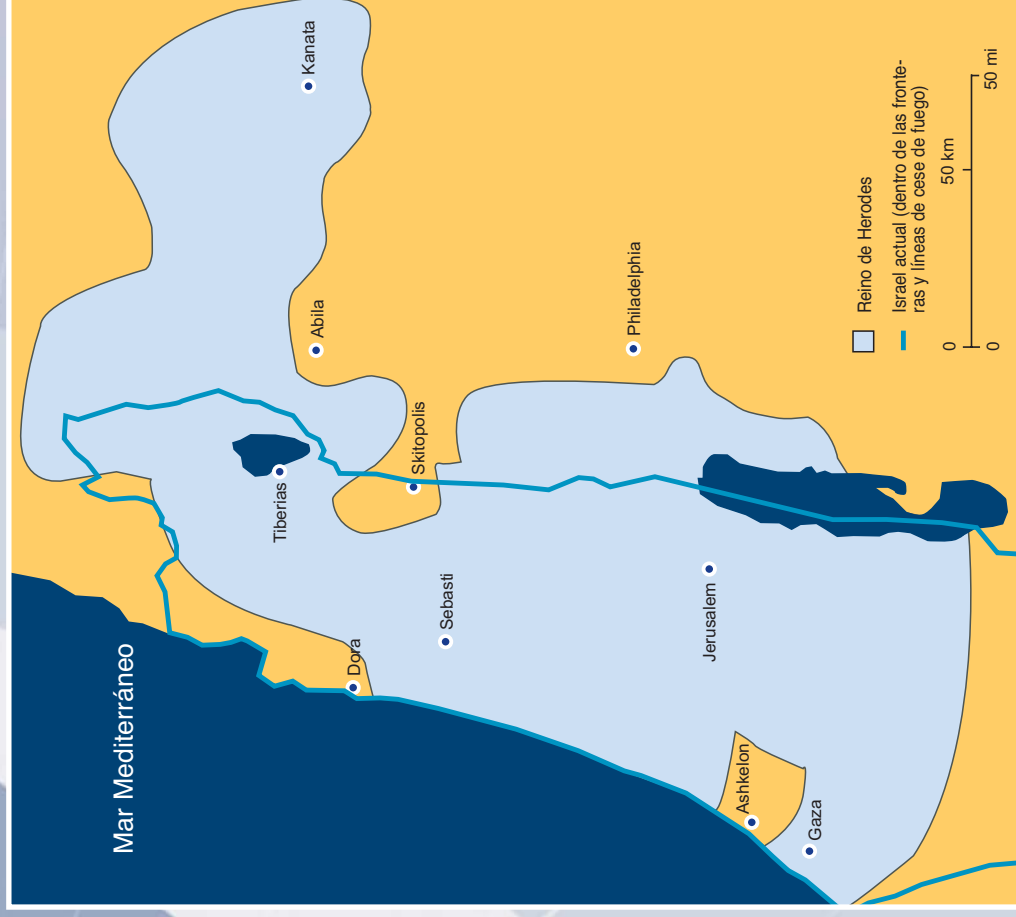 Mar Mediterráneo
Kanata
Abila
Tiberias
Skitopolis
Dora
Sebasti
Philadelphia
Jerusalem
Ashkelon
Gaza
Reino de Herodes
Israel actual (dentro de las fronte-
ras y líneas de cese de fuego)
0 50 km
0 50 mi